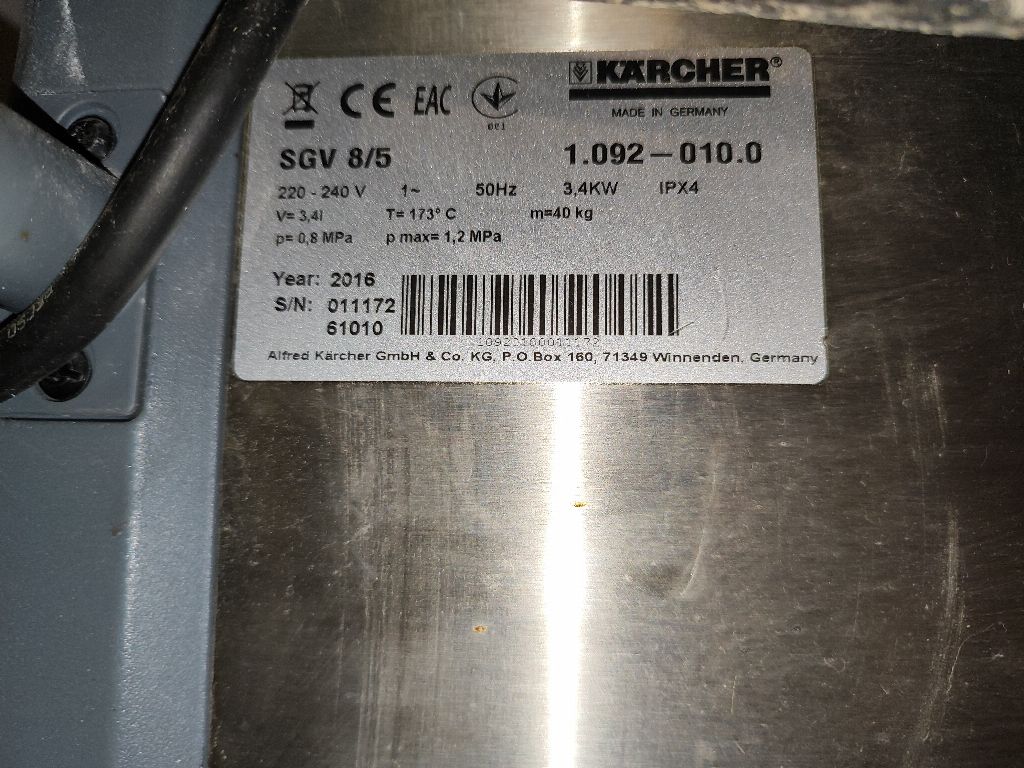 KÄRCHER®
CE EAC
MADE IN GERMANY
SGV 8/5 1.092-010.0
220 - 240 V 1~ 50Hz 3,4KW IPX4
V= 3,4l T= 173° C m=40 kg
p= 0,8 MPa p max= 1,2 MPa
Year: 2016
S/N: 011172
61010
Alfred Kärcher GmbH & Co. KG, P.O.Box 160, 71349 Winnenden, Germany